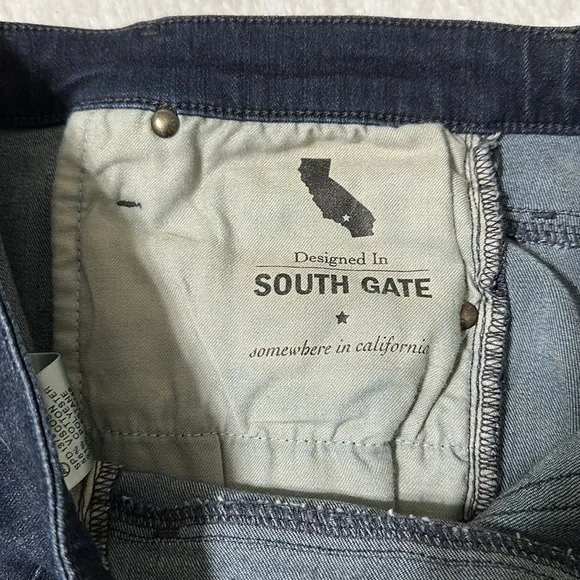 Designed In
SOUTH GATE
somewhere in california